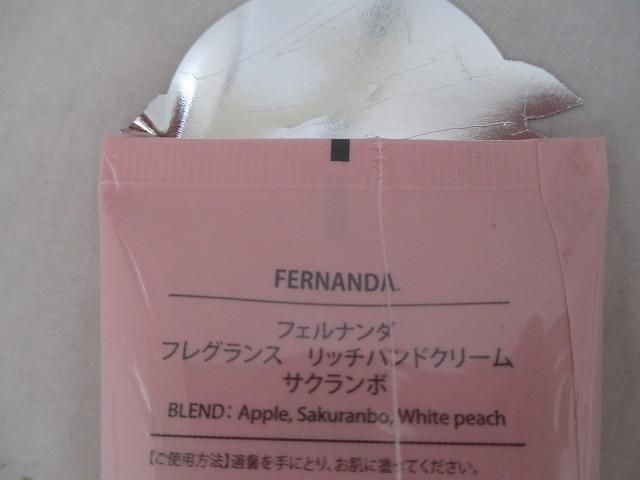 FERNANDA
フェルナンダ
フレグランス　リッチハンドクリーム
サクランボ
BLEND: Apple, Sakuranbo, White peach
【ご使用方法】適量を手にとり、お肌に塗ってください。